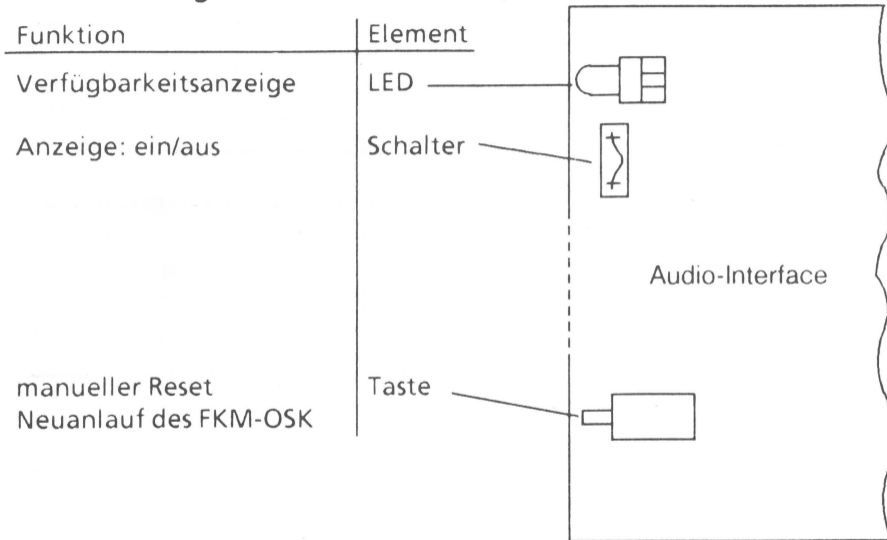 Funktion Element
Verfügbarkeitsanzeige LED
Anzeige: ein/aus Schalter
Audio-Interface
manueller Reset Taste
Neuanlauf des FKM-OSK